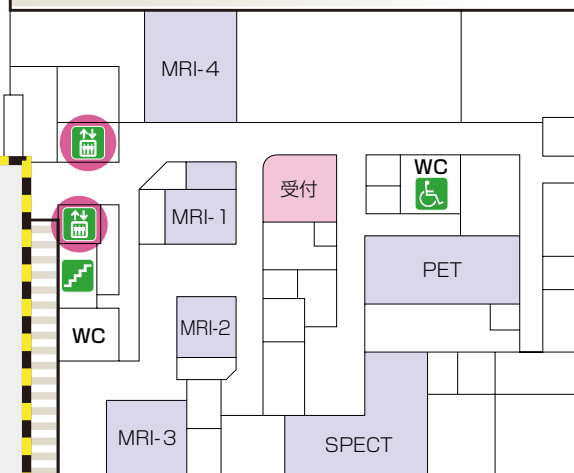 MRI-4
WC
受付
MRI-1
PET
MRI-2
WC
MRI-3
SPECT